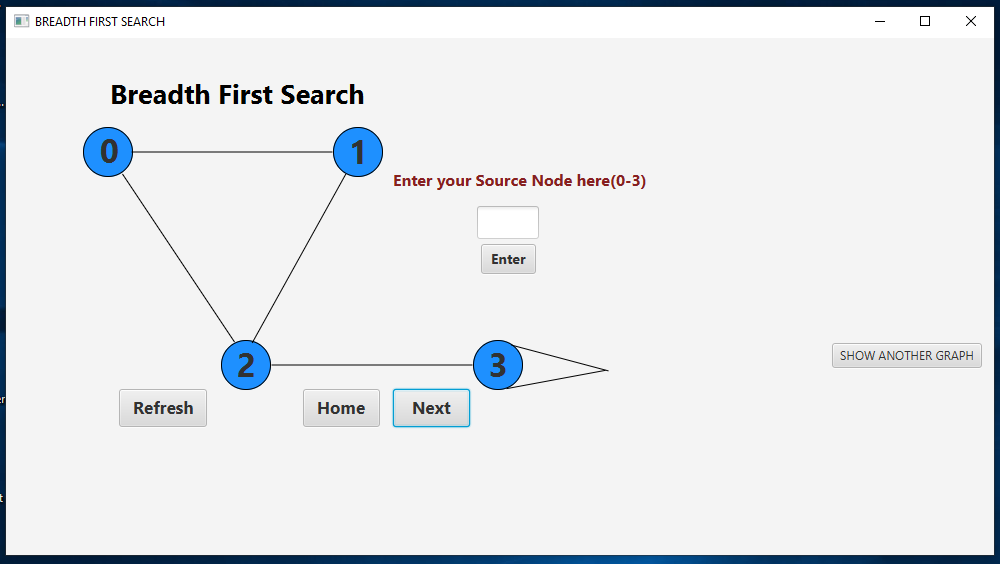 BREADTH FIRST SEARCH
Breadth First Search
0
1
Enter your Source Node here(0-3)
Enter
2
3
SHOW ANOTHER GRAPH
Refresh
Home
Next